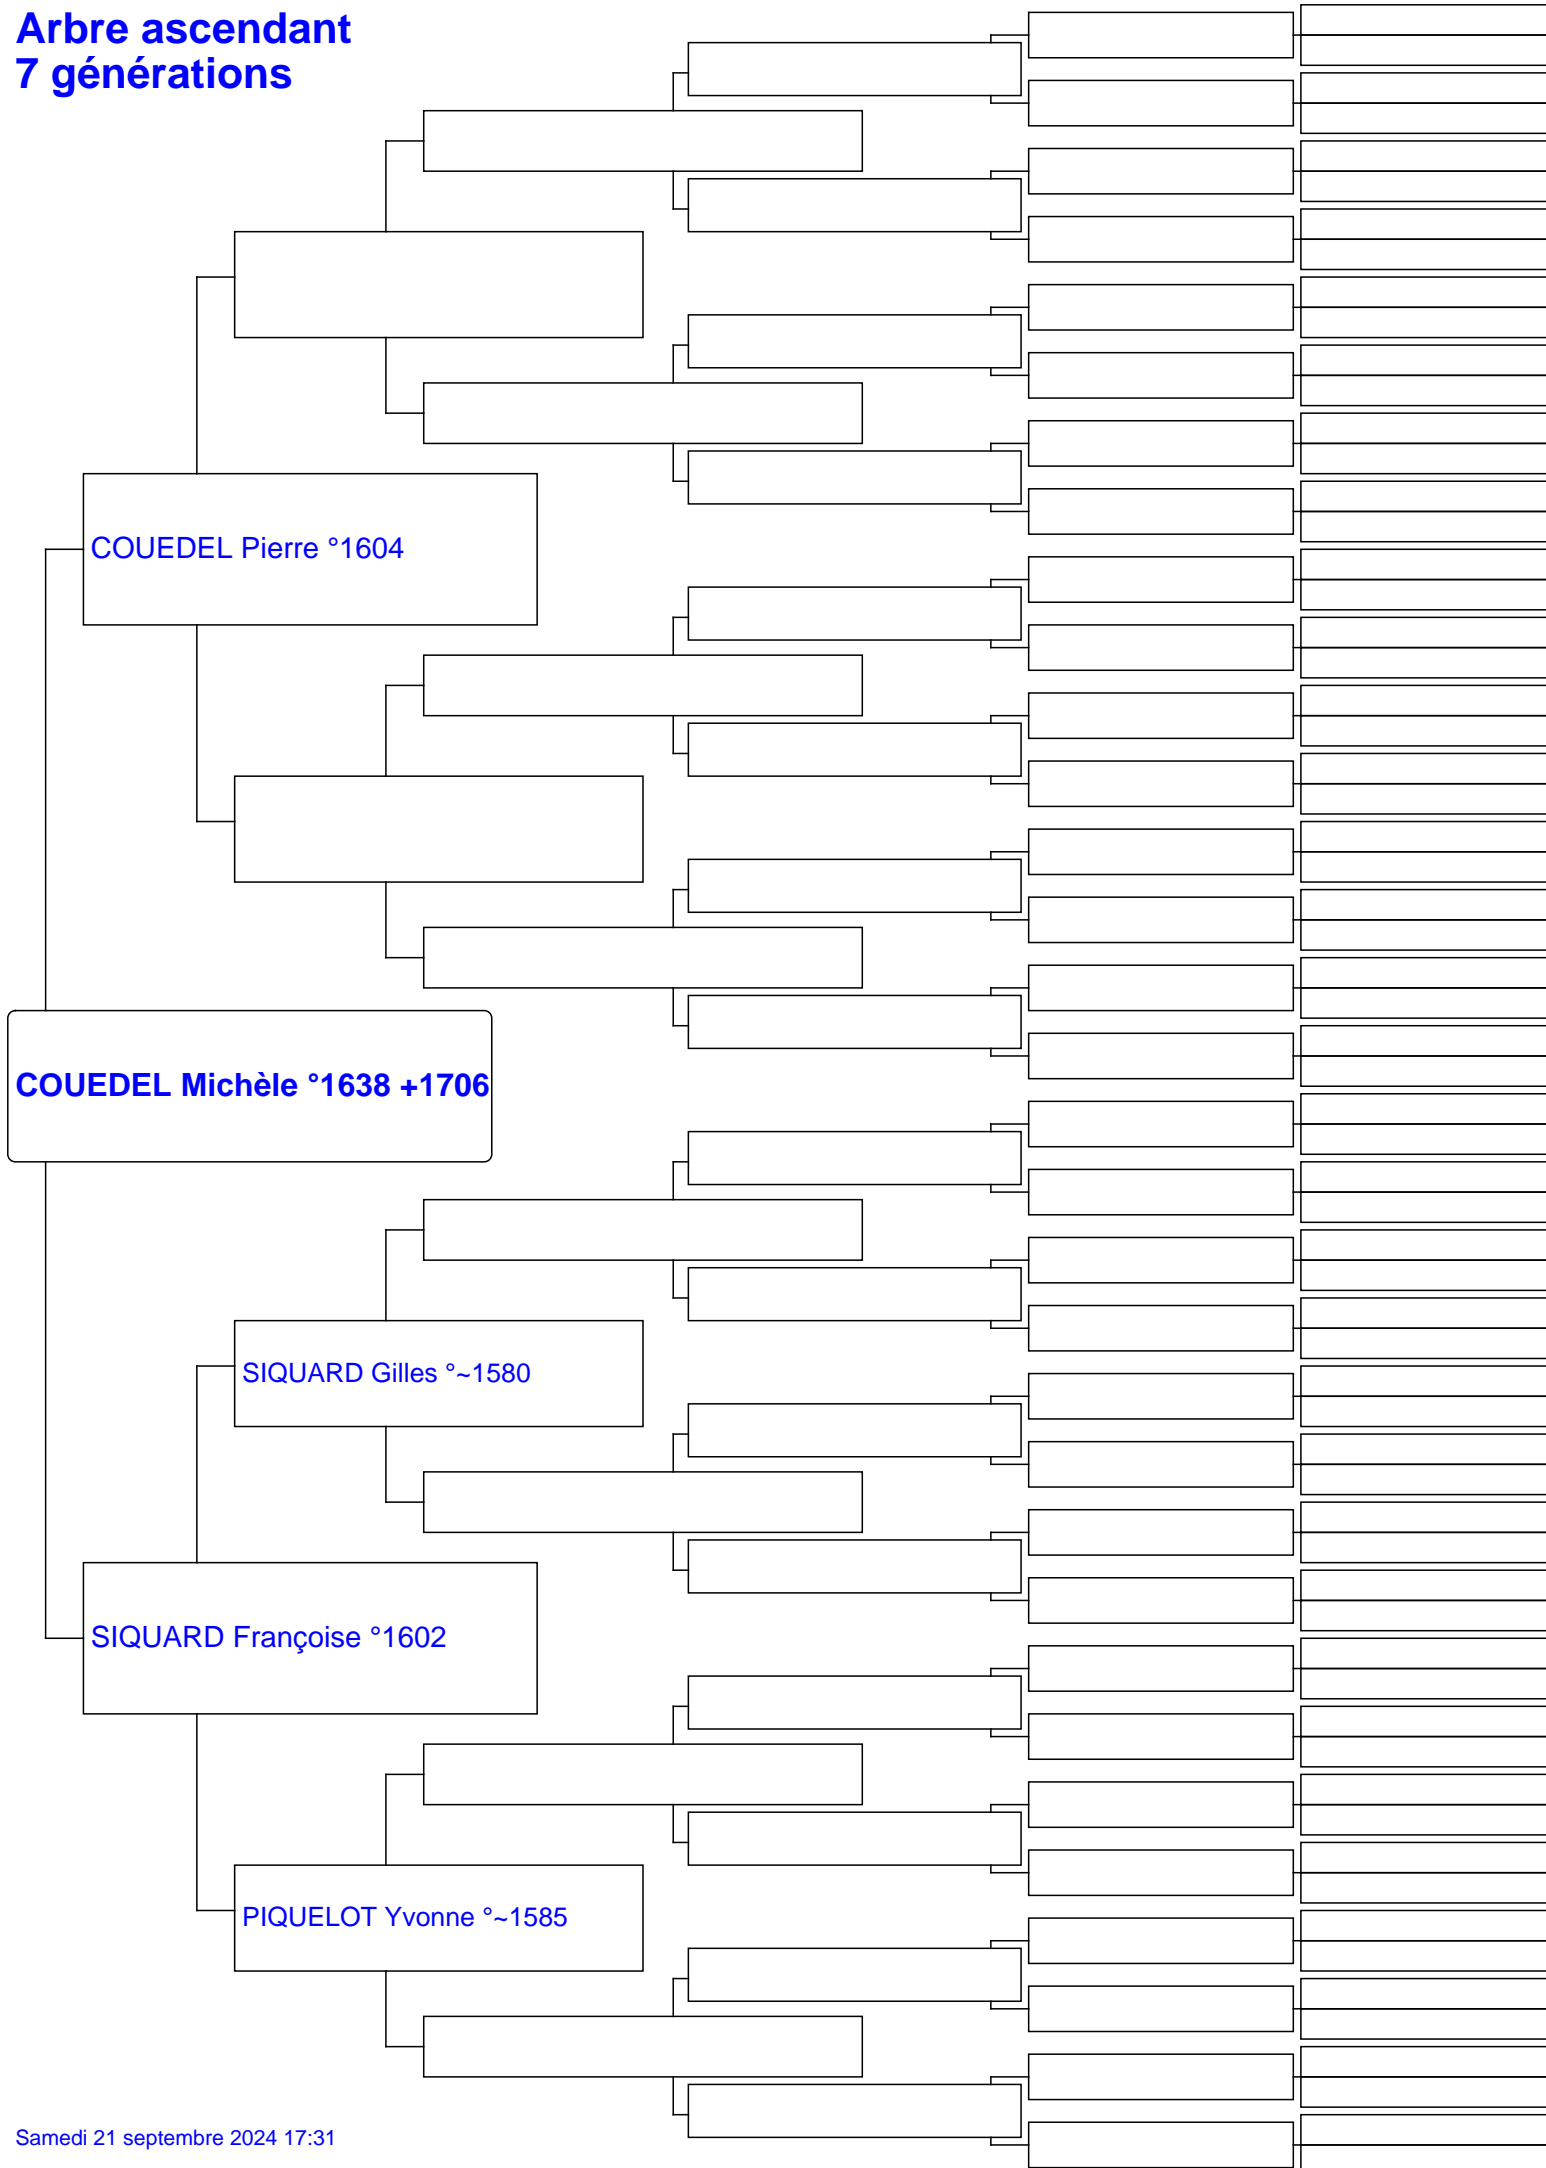 Arbre ascendant
7 générations
COUEDEL Pierre °1604
COUEDEL Michèle °1638 +1706
SIQUARD Gilles °~1580
SIQUARD Françoise °1602
PIQUELOT Yvonne °~1585
Samedi 21 septembre 2024 17:31